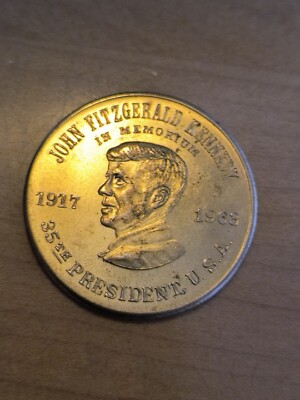 JOHN FITZGERALD KENNEDY
IN MEMORIUM
1917
1963
35TH PRESIDENT, U.S.A.